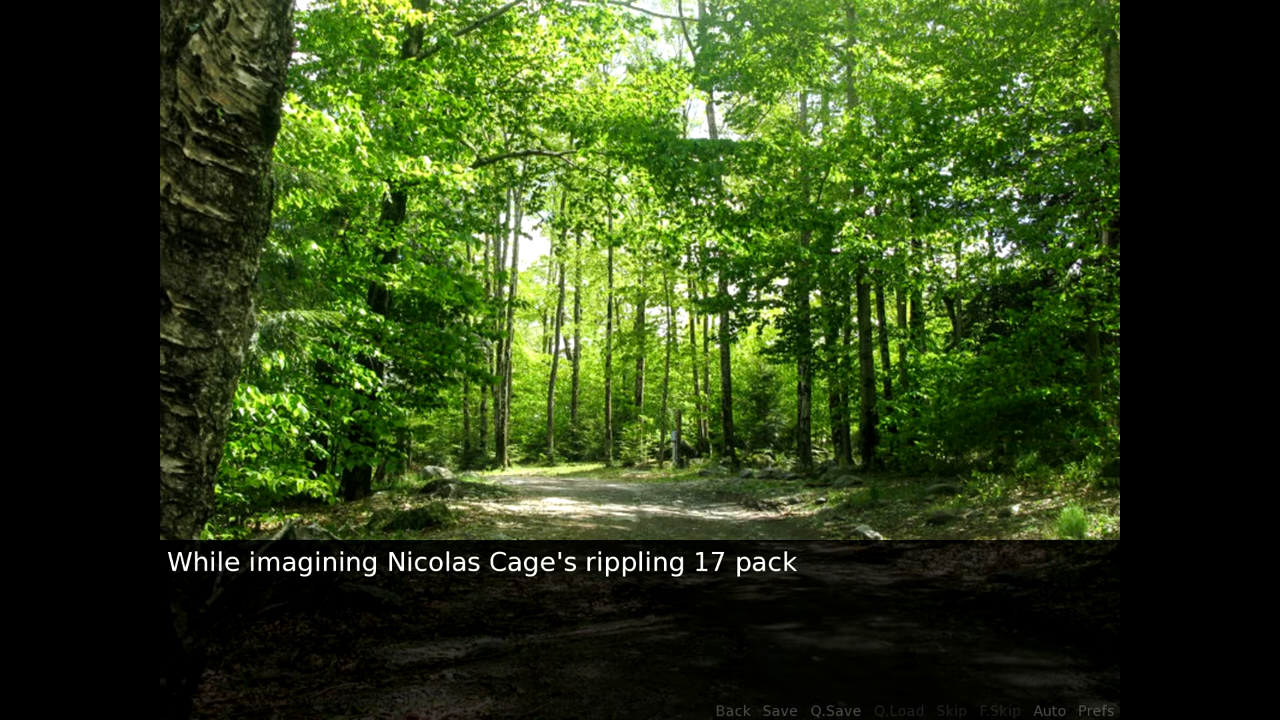 While imagining Nicolas Cage's rippling 17 pack
Back Save Q.Save Q.Load Skip F.Skip Auto Prefs